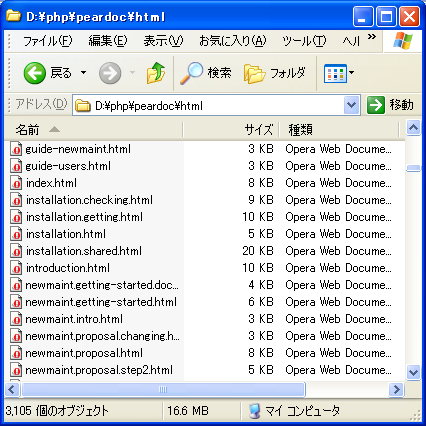 D:¥php¥peardoc¥html
ファイル(F) 編集(E) 表示(V) お気に入り(A) ツール(T) ヘル »
戻る 検索 フォルダ
アドレス(D) D:¥php¥peardoc¥html 移動
名前 サイズ 種類
guide-newmaint.html 3 KB Opera Web Docume...
guide-users.html 3 KB Opera Web Docume...
index.html 8 KB Opera Web Docume...
installation.checking.html 9 KB Opera Web Docume...
installation.getting.html 10 KB Opera Web Docume...
installation.html 5 KB Opera Web Docume...
installation.shared.html 20 KB Opera Web Docume...
introduction.html 10 KB Opera Web Docume...
newmaint.getting-started.doc... 4 KB Opera Web Docume...
newmaint.getting-started.html 6 KB Opera Web Docume...
newmaint.intro.html 3 KB Opera Web Docume...
newmaint.proposal.changing.h... 3 KB Opera Web Docume...
newmaint.proposal.html 8 KB Opera Web Docume...
newmaint.proposal.step2.html 5 KB Opera Web Docume...
3,105 個のオブジェクト 16.6 MB マイ コンピュータ